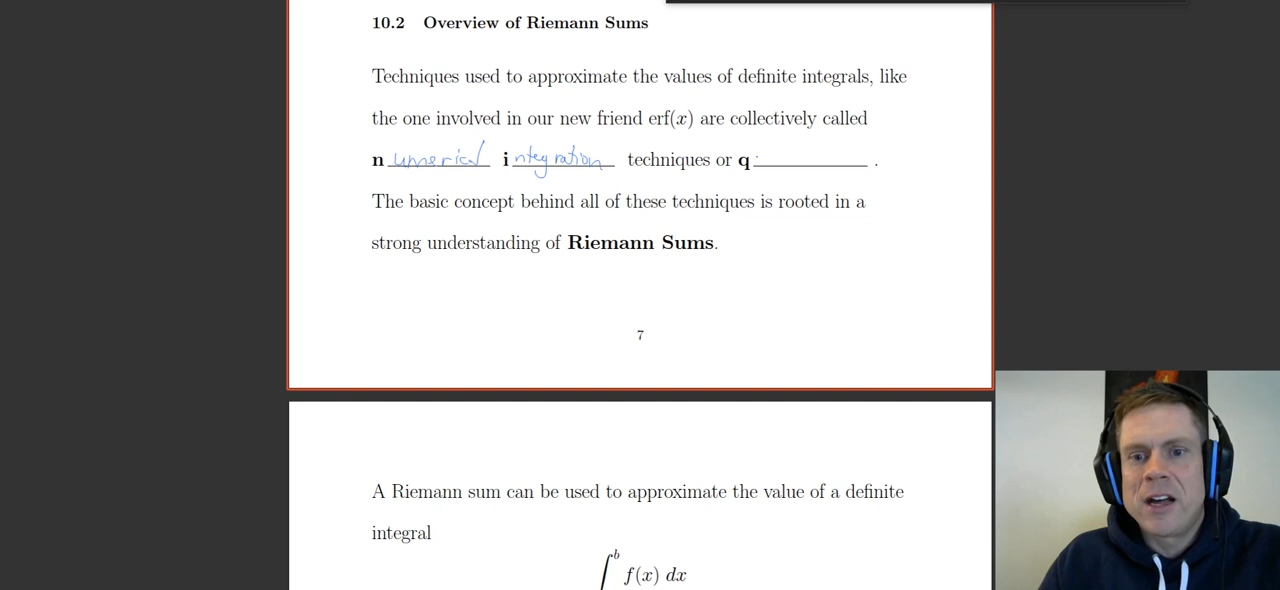 10.2 Overview of Riemann Sums
Techniques used to approximate the values of definite integrals, like
the one involved in our new friend erf(x) are collectively called
numerical integration techniques or q__________.
The basic concept behind all of these techniques is rooted in a
strong understanding of Riemann Sums.
7
A Riemann sum can be used to approximate the value of a definite
integral
∫^b f(x) dx